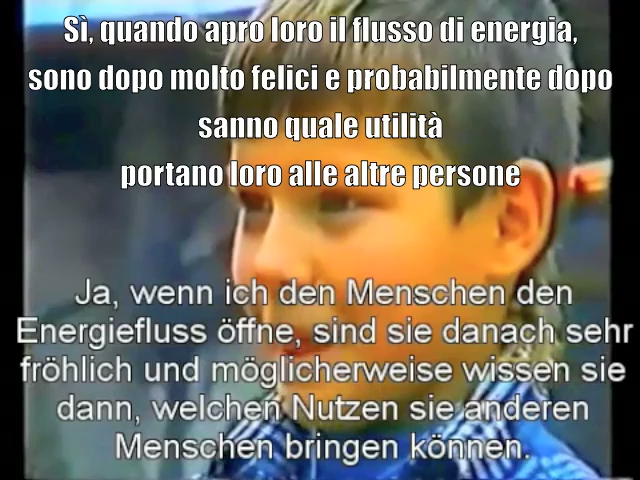 Sì, quando apro loro il flusso di energia,
sono dopo molto felici e probabilmente dopo
sanno quale utilità
portano loro alle altre persone
Ja, wenn ich den Menschen den
Energiefluss öffne, sind sie danach sehr
fröhlich und möglicherweise wissen sie
dann, welchen Nutzen sie anderen
Menschen bringen können.